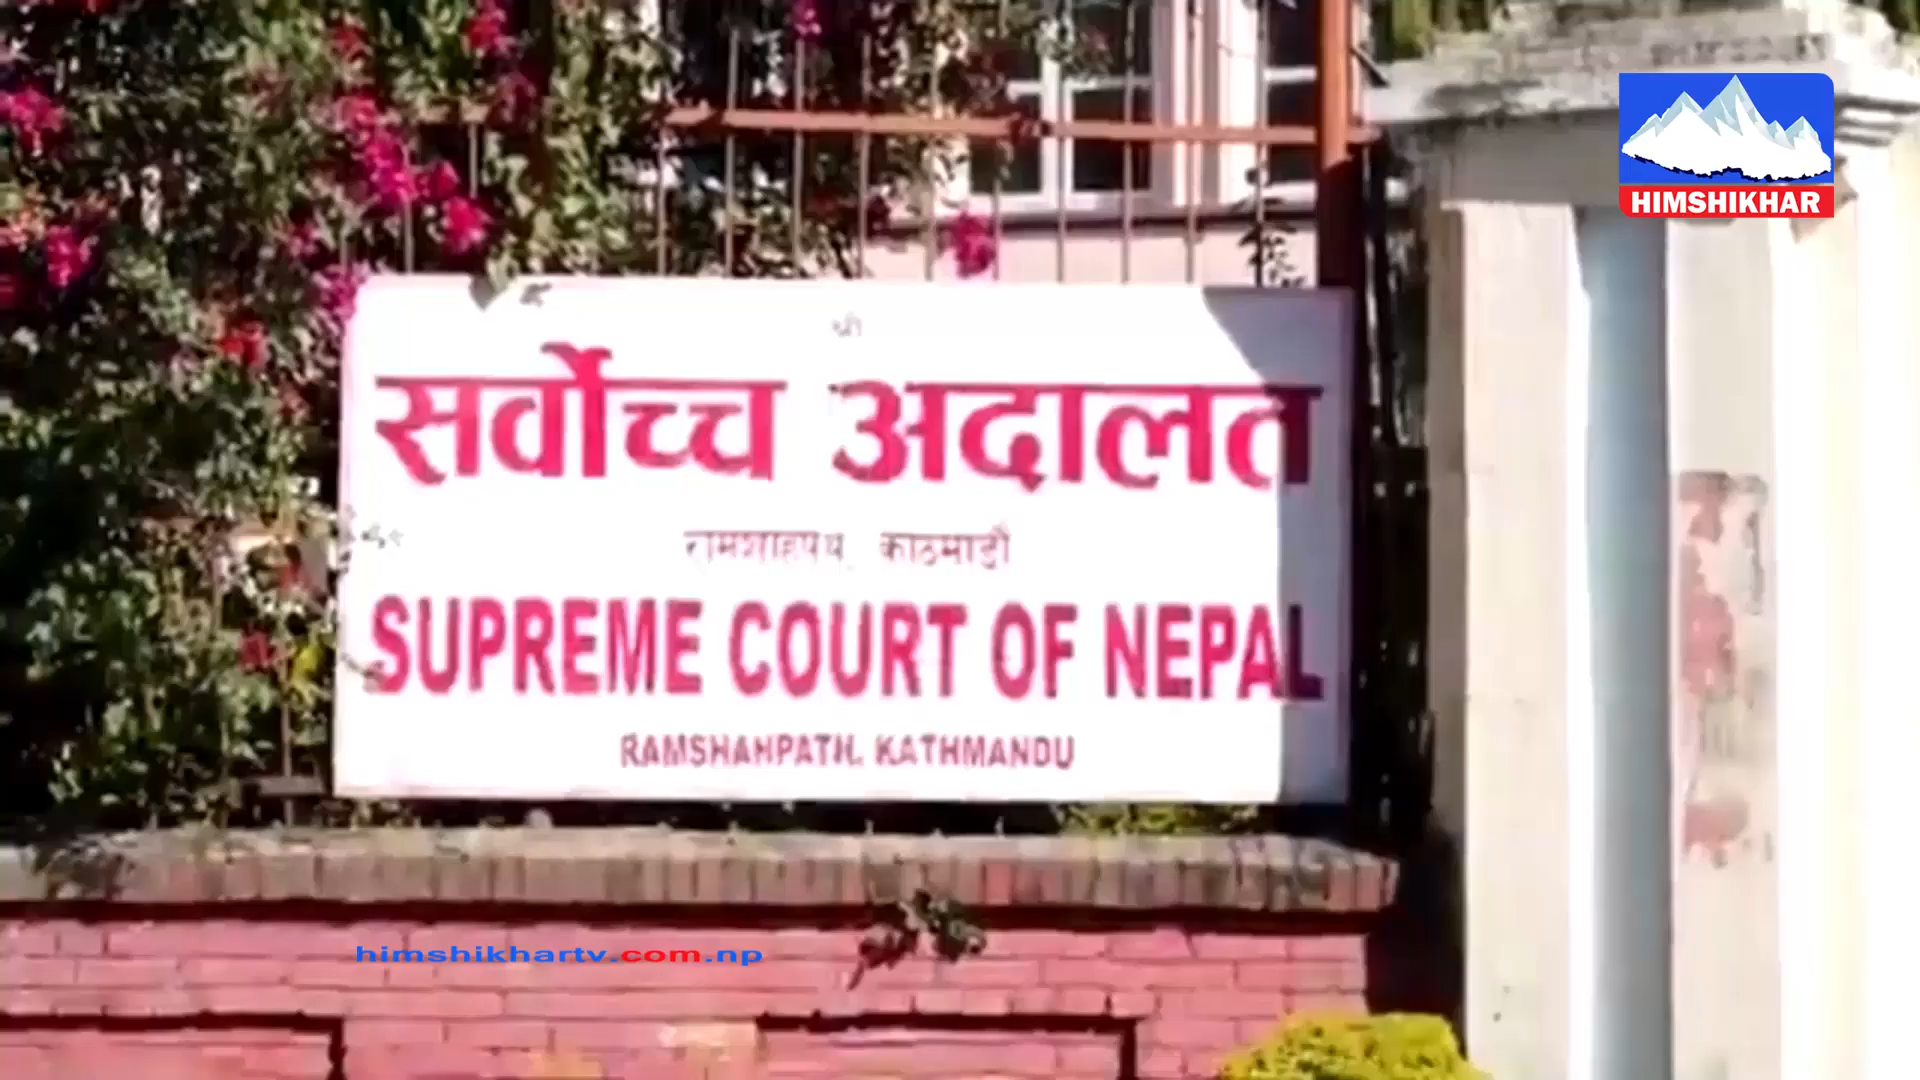 HIMSHIKHAR
श्री
सर्वोच्च अदालत
रामशाहपथ, काठमाडौं
SUPREME COURT OF NEPAL
RAMSHAHPATH, KATHMANDU
himshikhartv.com.np